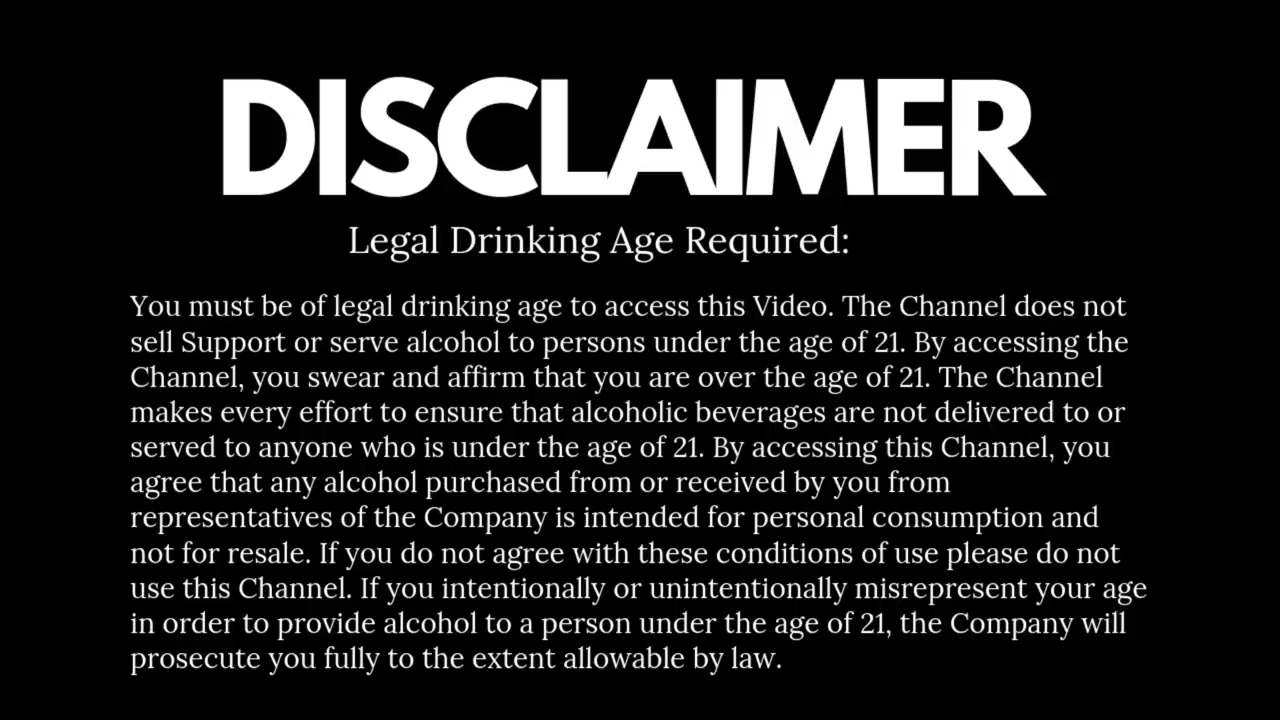 DISCLAIMER
Legal Drinking Age Required:
You must be of legal drinking age to access this Video. The Channel does not
sell Support or serve alcohol to persons under the age of 21. By accessing the
Channel, you swear and affirm that you are over the age of 21. The Channel
makes every effort to ensure that alcoholic beverages are not delivered to or
served to anyone who is under the age of 21. By accessing this Channel, you
agree that any alcohol purchased from or received by you from
representatives of the Company is intended for personal consumption and
not for resale. If you do not agree with these conditions of use please do not
use this Channel. If you intentionally or unintentionally misrepresent your age
in order to provide alcohol to a person under the age of 21, the Company will
prosecute you fully to the extent allowable by law.